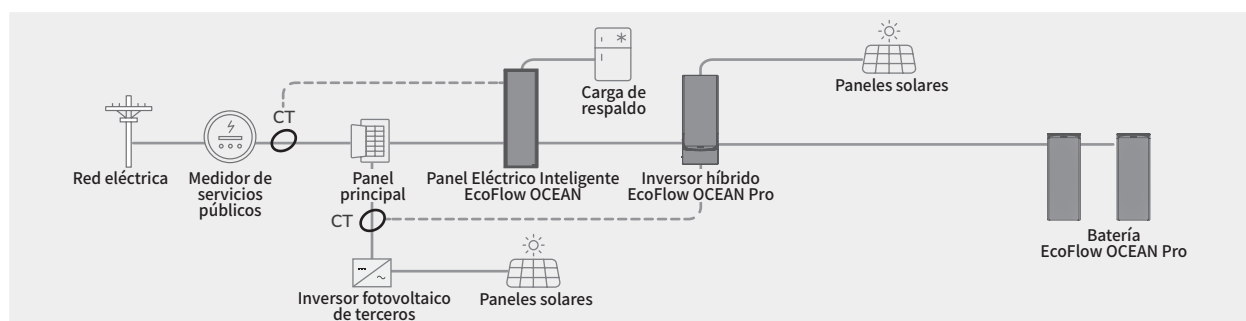 CT
Carga de
respaldo
Paneles solares
Red eléctrica
Medidor de
servicios
públicos
Panel
principal
Panel Eléctrico Inteligente
EcoFlow OCEAN
Inversor híbrido
EcoFlow OCEAN Pro
CT
Batería
EcoFlow OCEAN Pro
Inversor fotovoltaico
de terceros
Paneles solares